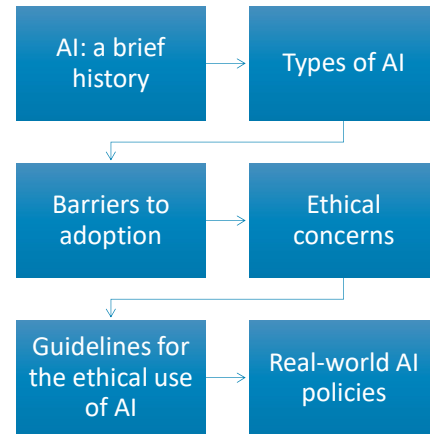 AI: a brief
history
Types of AI
Barriers to
adoption
Ethical
concerns
Guidelines for
the ethical use
of AI
Real-world AI
policies